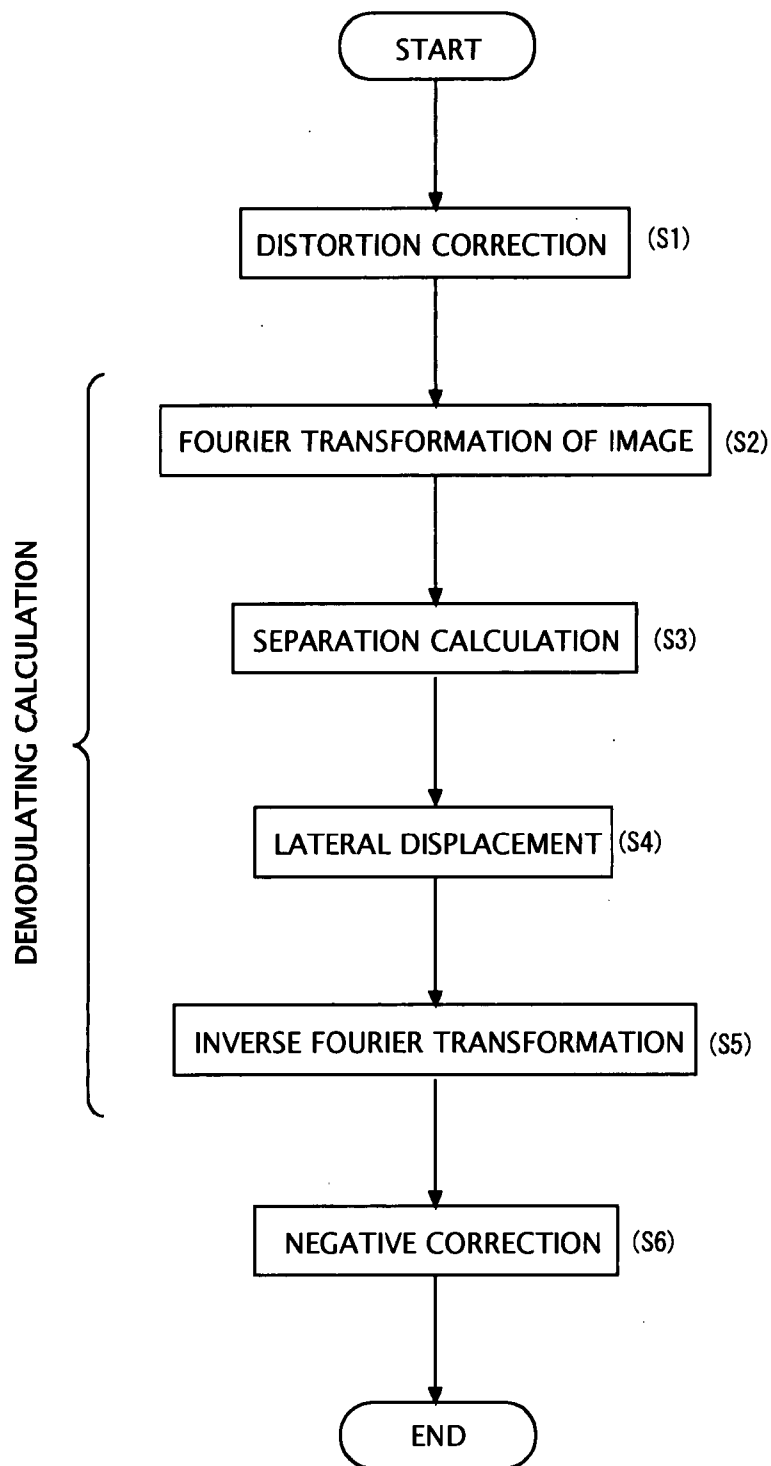 START
DISTORTION CORRECTION (S1)
FOURIER TRANSFORMATION OF IMAGE (S2)
SEPARATION CALCULATION (S3)
DEMODULATING CALCULATION
LATERAL DISPLACEMENT (S4)
INVERSE FOURIER TRANSFORMATION (S5)
NEGATIVE CORRECTION (S6)
END